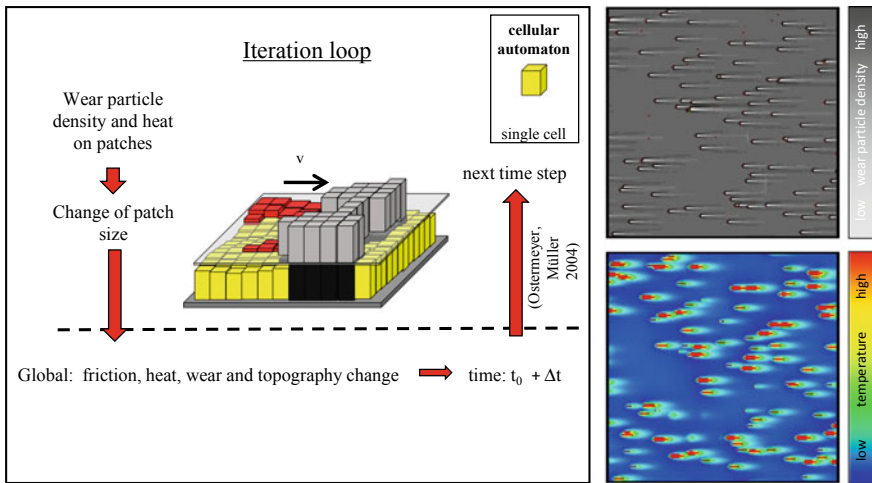 Iteration loop
cellular
automaton
single cell
Wear particle
density and heat
on patches
Change of patch
size
v
next time step
(Ostermeyer,
Müller
2004)
Global: friction, heat, wear and topography change
time: t₀ + Δt
low wear particle density high
low temperature high